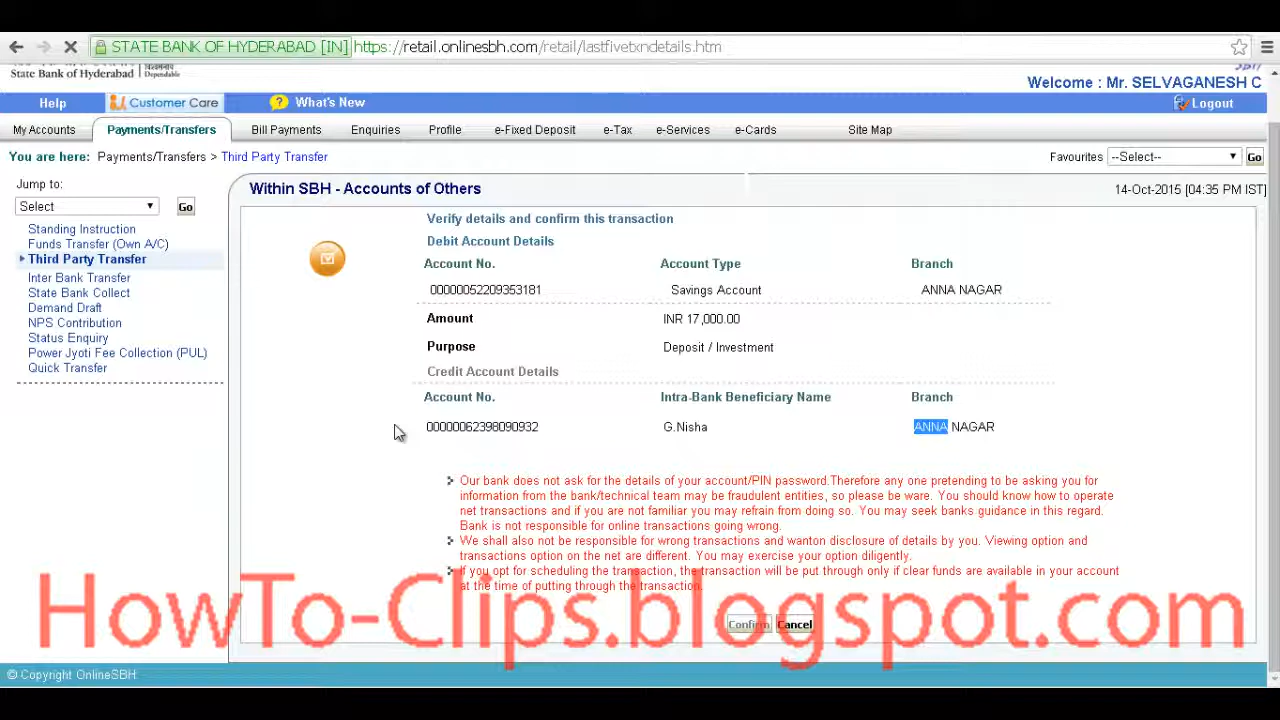 STATE BANK OF HYDERABAD [IN] https://retail.onlinesbh.com/retail/lastfivetxndetails.htm
State Bank of Hyderabad Dependable
Welcome : Mr. SELVAGANESH C
Help Customer Care What's New Logout
My Accounts Payments/Transfers Bill Payments Enquiries Profile e-Fixed Deposit e-Tax e-Services e-Cards Site Map
You are here: Payments/Transfers > Third Party Transfer Favourites --Select-- Go
Jump to:
Select Go
Standing Instruction
Funds Transfer (Own A/C)
Third Party Transfer
Inter Bank Transfer
State Bank Collect
Demand Draft
NPS Contribution
Status Enquiry
Power Jyoti Fee Collection (PUL)
Quick Transfer
Within SBH - Accounts of Others 14-Oct-2015 [04:35 PM IST]
Verify details and confirm this transaction
Debit Account Details
Account No. Account Type Branch
00000052209353181 Savings Account ANNA NAGAR
Amount INR 17,000.00
Purpose Deposit / Investment
Credit Account Details
Account No. Intra-Bank Beneficiary Name Branch
00000062398090932 G.Nisha ANNA NAGAR
Our bank does not ask for the details of your account/PIN password.Therefore any one pretending to be asking you for
information from the bank/technical team may be fraudulent entities, so please be ware. You should know how to operate
net transactions and if you are not familiar you may refrain from doing so. You may seek banks guidance in this regard.
Bank is not responsible for online transactions going wrong.
We shall also not be responsible for wrong transactions and wanton disclosure of details by you. Viewing option and
transactions option on the net are different. You may exercise your option diligently.
If you opt for scheduling the transaction, the transaction will be put through only if clear funds are available in your account
at the time of putting through the transaction.
HowTo-Clips.blogspot.com
Confirm Cancel
© Copyright OnlineSBH